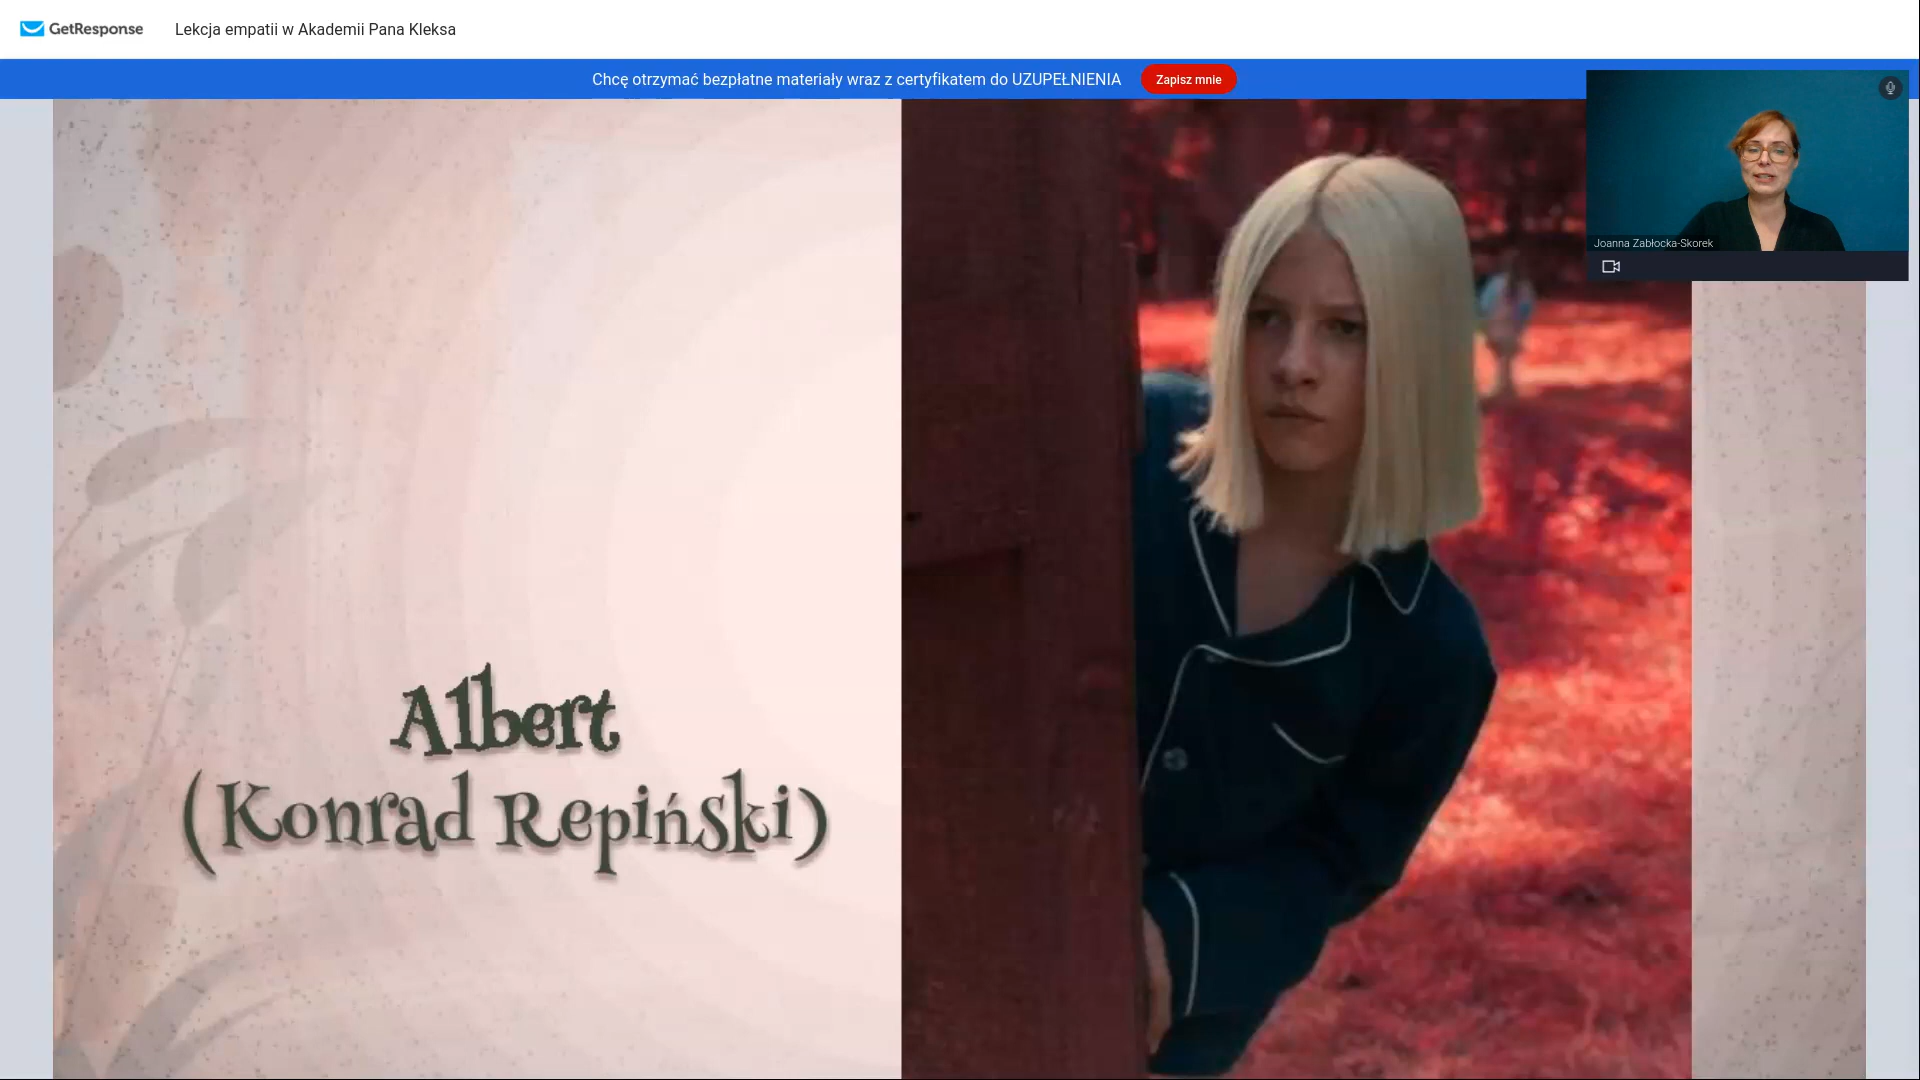 GetResponse
Lekcja empatii w Akademii Pana Kleksa
Chcę otrzymać bezpłatne materiały wraz z certyfikatem do UZUPEŁNIENIA
Zapisz mnie
Joanna Zabłocka-Skorek
Albert
(Konrad Repiński)